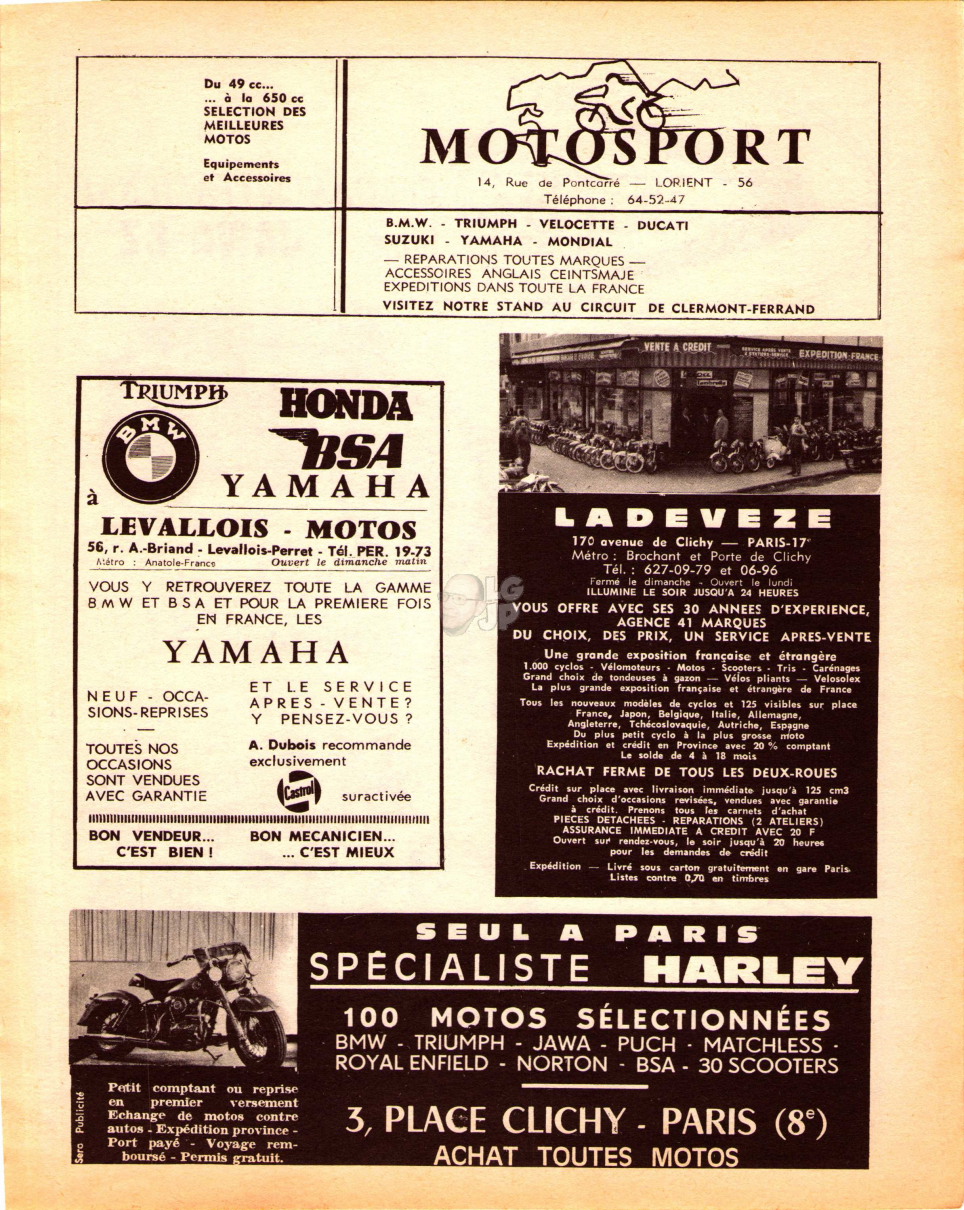 Du 49 cc...
... à la 650 cc
SELECTION DES
MEILLEURES
MOTOS
Equipements
et Accessoires
MOTOSPORT
14, Rue de Pontcarré — LORIENT - 56
Téléphone : 64-52-47
B.M.W. - TRIUMPH - VELOCETTE - DUCATI
SUZUKI - YAMAHA - MONDIAL
— REPARATIONS TOUTES MARQUES —
ACCESSOIRES ANGLAIS CEINTSMAJE
EXPEDITIONS DANS TOUTE LA FRANCE
VISITEZ NOTRE STAND AU CIRCUIT DE CLERMONT-FERRAND
TRIUMPH
HONDA
BMW
BSA
YAMAHA
à
LEVALLOIS - MOTOS
56, r. A.-Briand - Levallois-Perret - Tél. PER. 19-73
Métro : Anatole-France Ouvert le dimanche matin
VOUS Y RETROUVEREZ TOUTE LA GAMME
BMW ET BSA ET POUR LA PREMIERE FOIS
EN FRANCE, LES
YAMAHA
NEUF - OCCA-
SIONS-REPRISES
—
TOUTES NOS
OCCASIONS
SONT VENDUES
AVEC GARANTIE
ET LE SERVICE
APRES - VENTE ?
Y PENSEZ-VOUS ?
A. Dubois recommande
exclusivement
Castrol
suractivée
BON VENDEUR...
C'EST BIEN !
BON MECANICIEN...
... C'EST MIEUX
VENTE A CREDIT
EXPEDITION-FRANCE
LADEVEZE
170 avenue de Clichy — PARIS-17e
Métro : Brochant et Porte de Clichy
Tél. : 627-09-79 et 06-96
Fermé le dimanche - Ouvert le lundi
ILLUMINE LE SOIR JUSQU'A 24 HEURES
VOUS OFFRE AVEC SES 30 ANNEES D'EXPERIENCE,
AGENCE 41 MARQUES
DU CHOIX, DES PRIX, UN SERVICE APRES-VENTE
Une grande exposition française et étrangère
1.000 cyclos - Vélomoteurs - Motos - Scooters - Tris - Carénages
Grand choix de tondeuses à gazon — Vélos pliants — Velosolex
La plus grande exposition française et étrangère de France
Tous les nouveaux modèles de cyclos et 125 visibles sur place
France, Japon, Belgique, Italie, Allemagne,
Angleterre, Tchécoslovaquie, Autriche, Espagne
Du plus petit cyclo à la plus grosse moto
Expédition et crédit en Province avec 20 % comptant
Le solde de 4 à 18 mois
RACHAT FERME DE TOUS LES DEUX-ROUES
Crédit sur place avec livraison immédiate jusqu'à 125 cm3
Grand choix d'occasions revisées, vendues avec garantie
à crédit. Prenons tous les carnets d'achat
PIECES DETACHEES - REPARATIONS (2 ATELIERS)
ASSURANCE IMMEDIATE A CREDIT AVEC 20 F
Ouvert sur rendez-vous, le soir jusqu'à 20 heures
pour les demandes de crédit
Expédition — Livré sous carton gratuitement en gare Paris
Listes contre 0,70 en timbres
LG
JP
SEUL A PARIS
SPÉCIALISTE HARLEY
100 MOTOS SÉLECTIONNÉES
BMW - TRIUMPH - JAWA - PUCH - MATCHLESS -
ROYAL ENFIELD - NORTON - BSA - 30 SCOOTERS
3, PLACE CLICHY - PARIS (8e)
ACHAT TOUTES MOTOS
Petit comptant ou reprise
en premier versement
Echange de motos contre
autos - Expédition province -
Port payé - Voyage rem-
boursé - Permis gratuit.
Sero Publicité